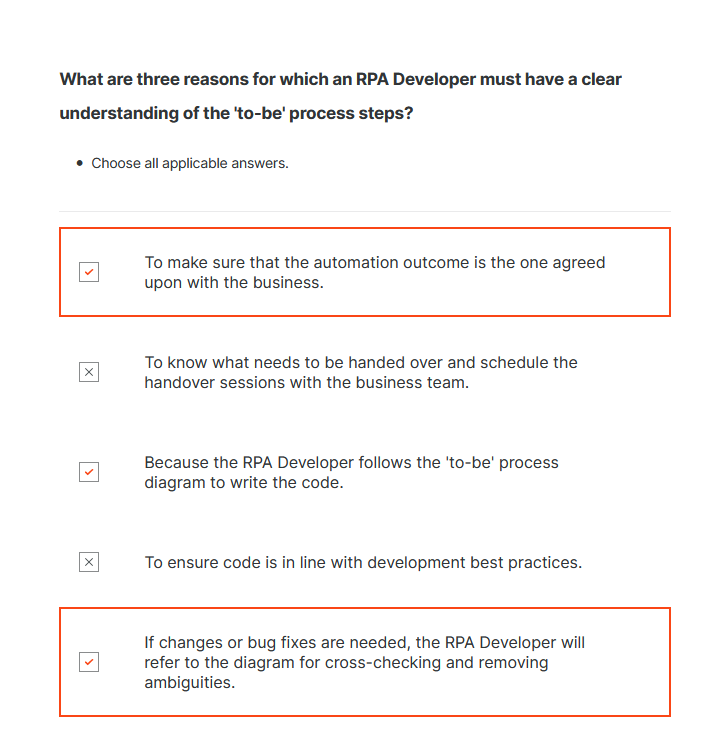 What are three reasons for which an RPA Developer must have a clear
understanding of the 'to-be' process steps?
Choose all applicable answers.
To make sure that the automation outcome is the one agreed
upon with the business.
To know what needs to be handed over and schedule the
handover sessions with the business team.
Because the RPA Developer follows the 'to-be' process
diagram to write the code.
To ensure code is in line with development best practices.
If changes or bug fixes are needed, the RPA Developer will
refer to the diagram for cross-checking and removing
ambiguities.